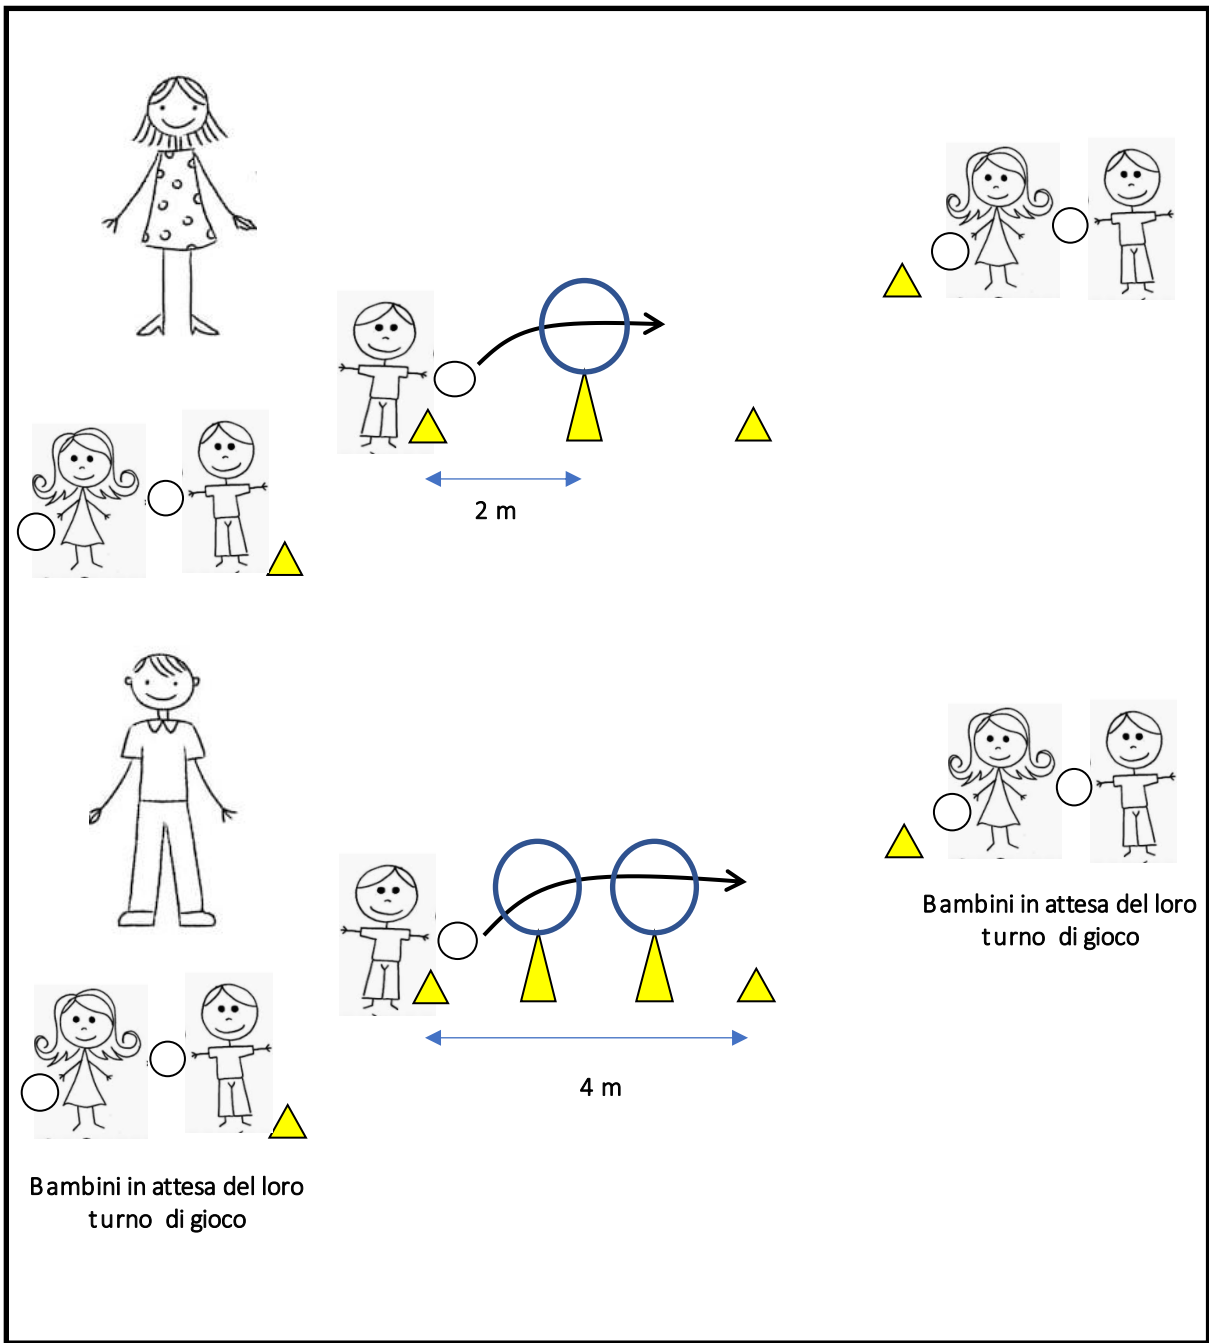 2 m
Bambini in attesa del loro
turno di gioco
4 m
Bambini in attesa del loro
turno di gioco